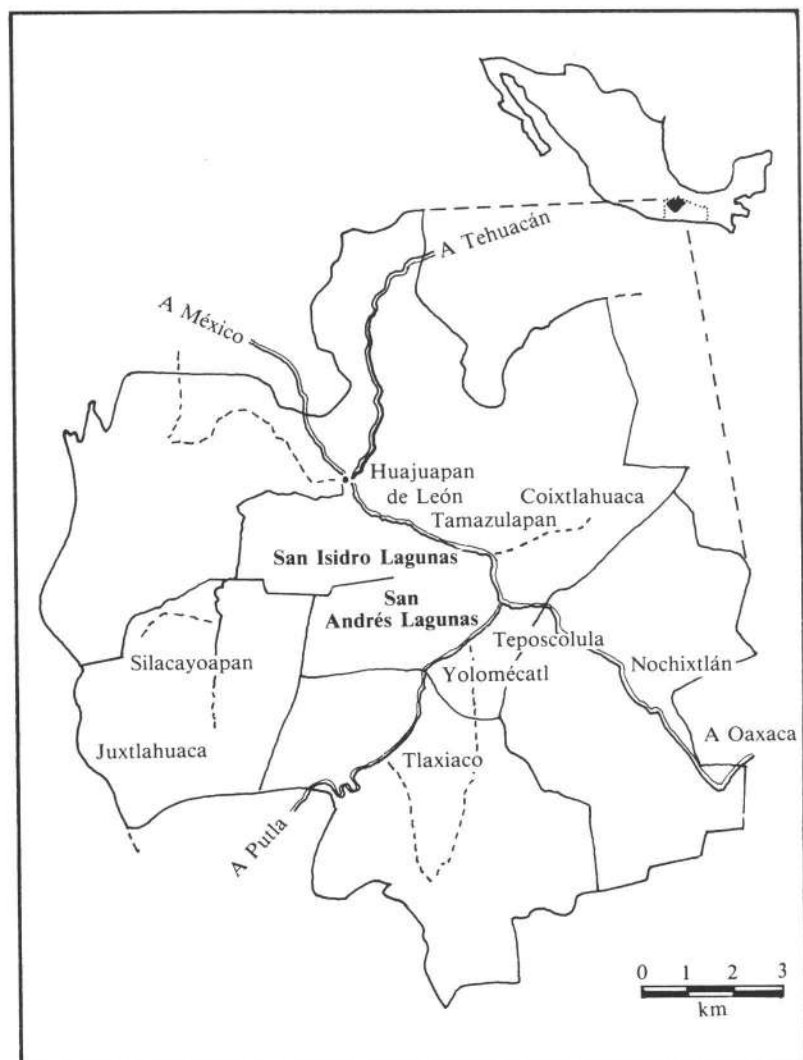 A Tehuacán
A México
Huajuapan
de León
Coixtlahuaca
Tamazulapan
San Isidro Lagunas
San
Andrés Lagunas
Teposcolula
Silacayoapan
Yolomécatl
Nochixtlán
Juxtlahuaca
Tlaxiaco
A Oaxaca
A Putla
0 1 2 3
km